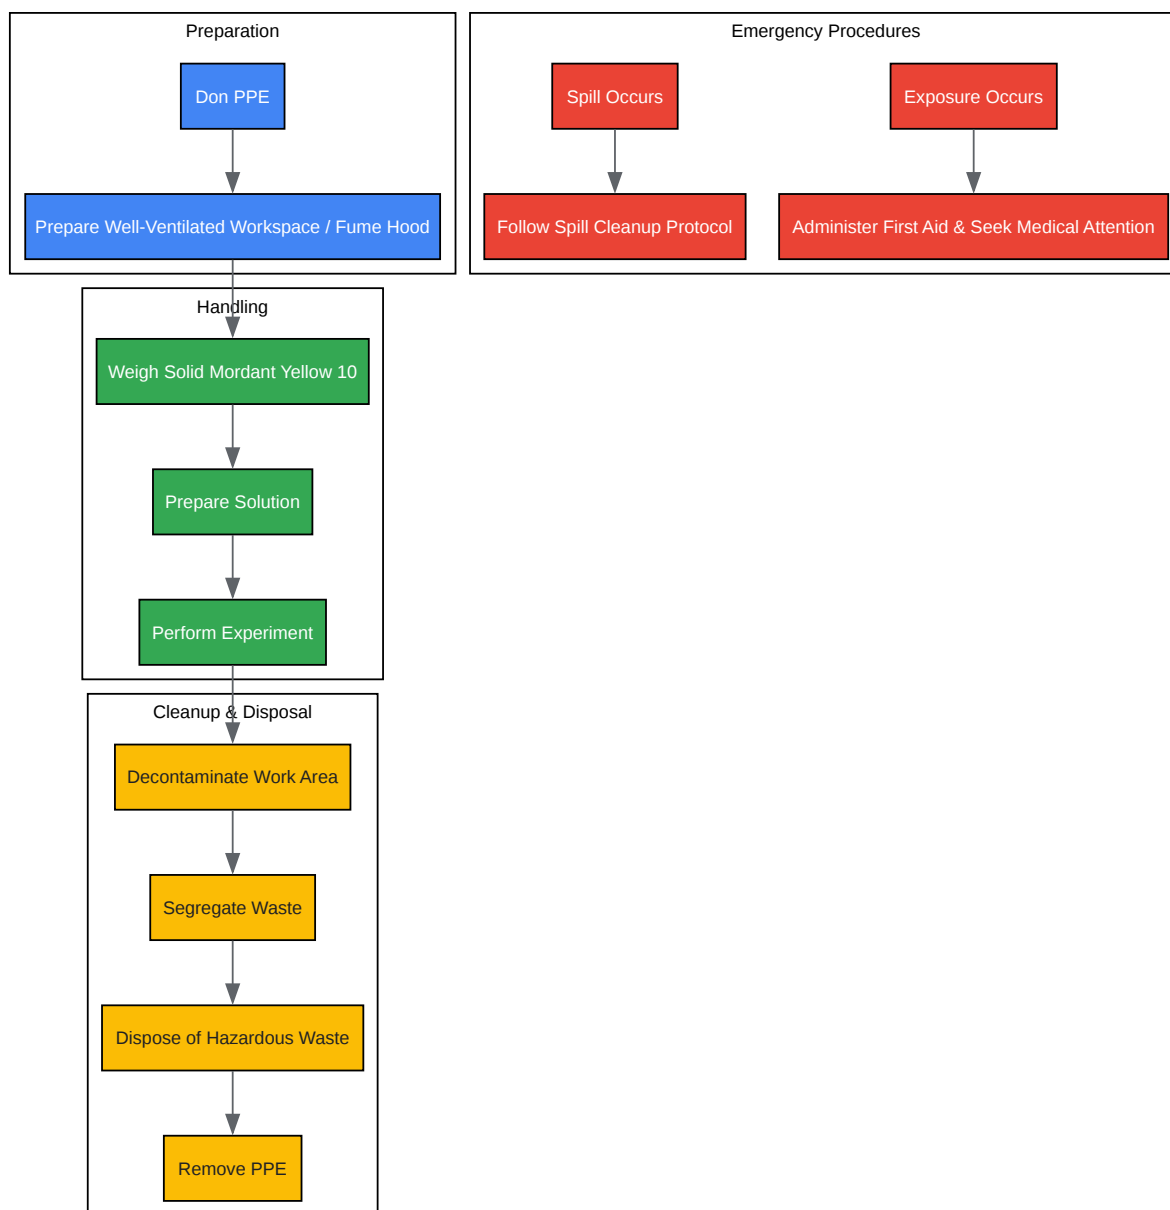 Preparation
Don PPE
Prepare Well-Ventilated Workspace / Fume Hood
Emergency Procedures
Spill Occurs
Exposure Occurs
Follow Spill Cleanup Protocol
Administer First Aid & Seek Medical Attention
Handling
Weigh Solid Mordant Yellow 10
Prepare Solution
Perform Experiment
Cleanup & Disposal
Decontaminate Work Area
Segregate Waste
Dispose of Hazardous Waste
Remove PPE